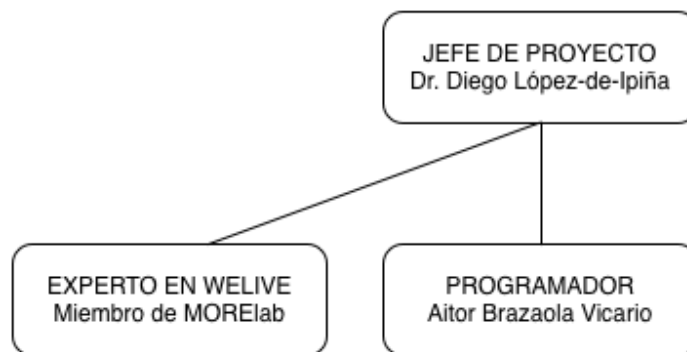 JEFE DE PROYECTO
Dr. Diego López-de-Ipiña
EXPERTO EN WELIVE
Miembro de MORElab
PROGRAMADOR
Aitor Brazaola Vicario